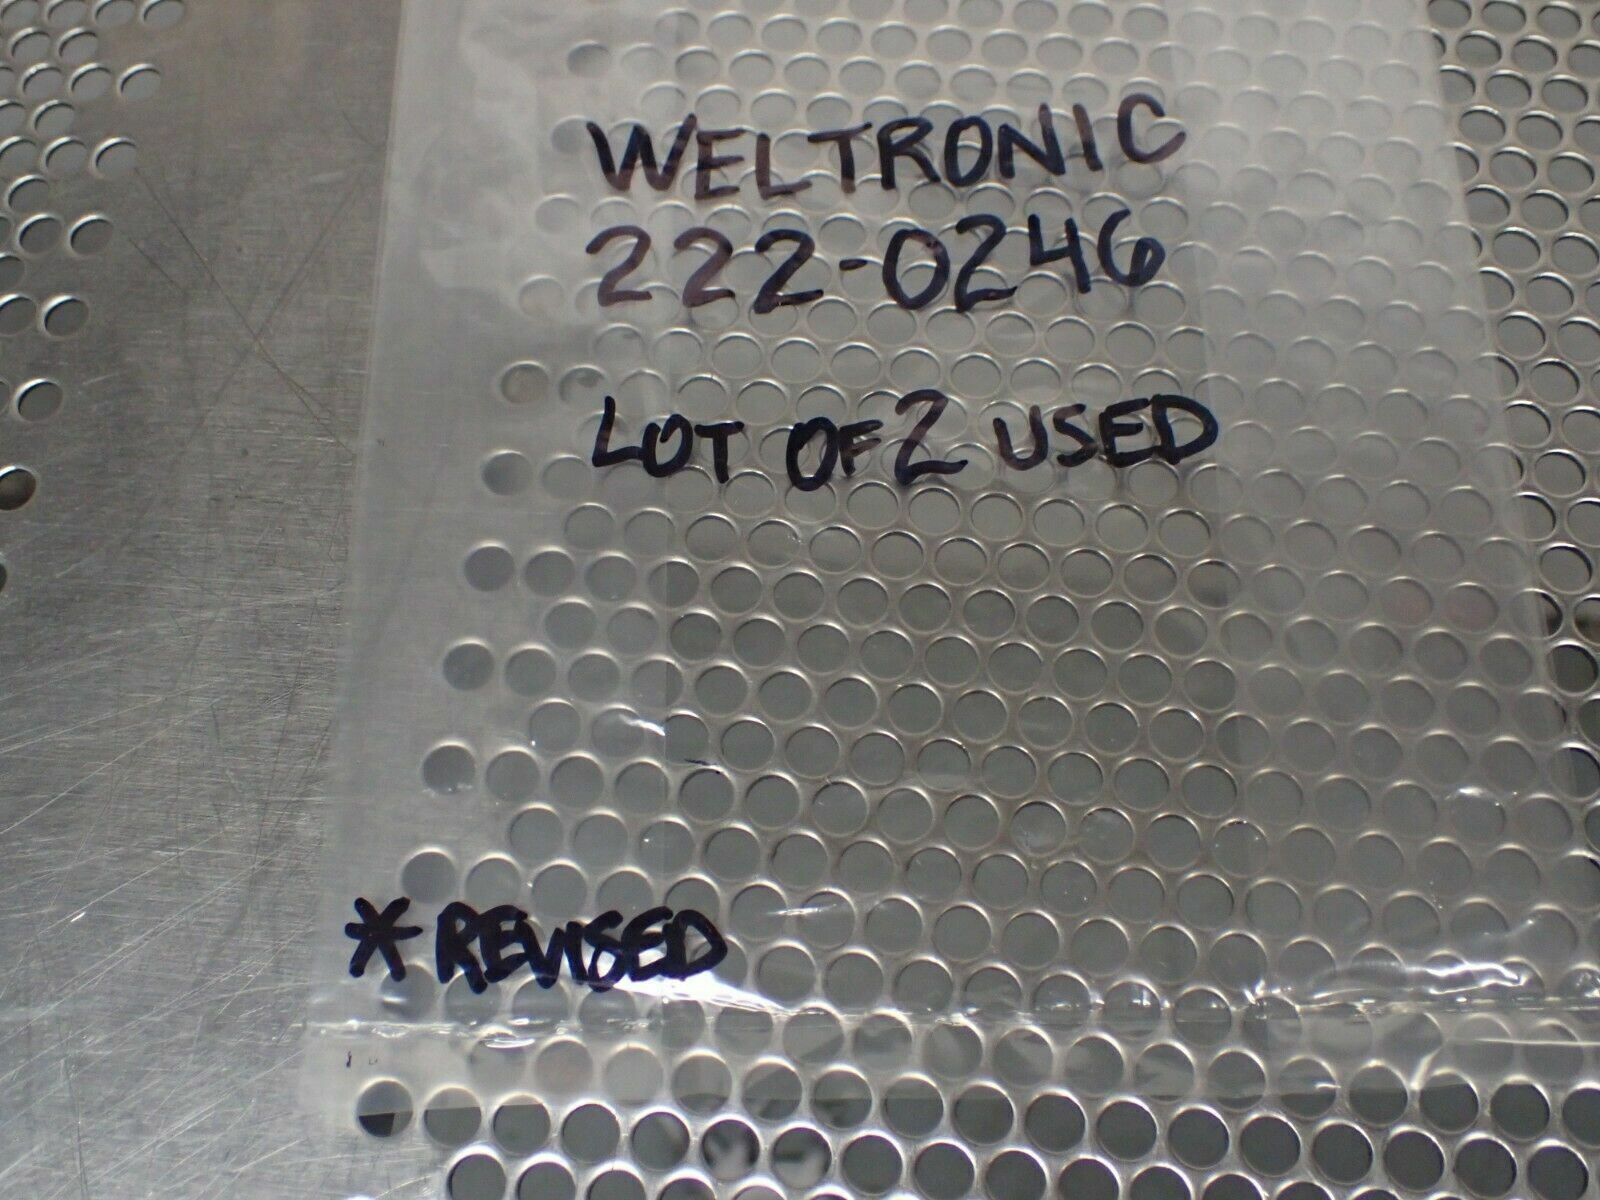 WELTRONIC
222-0246
LOT OF 2 USED
* REVISED